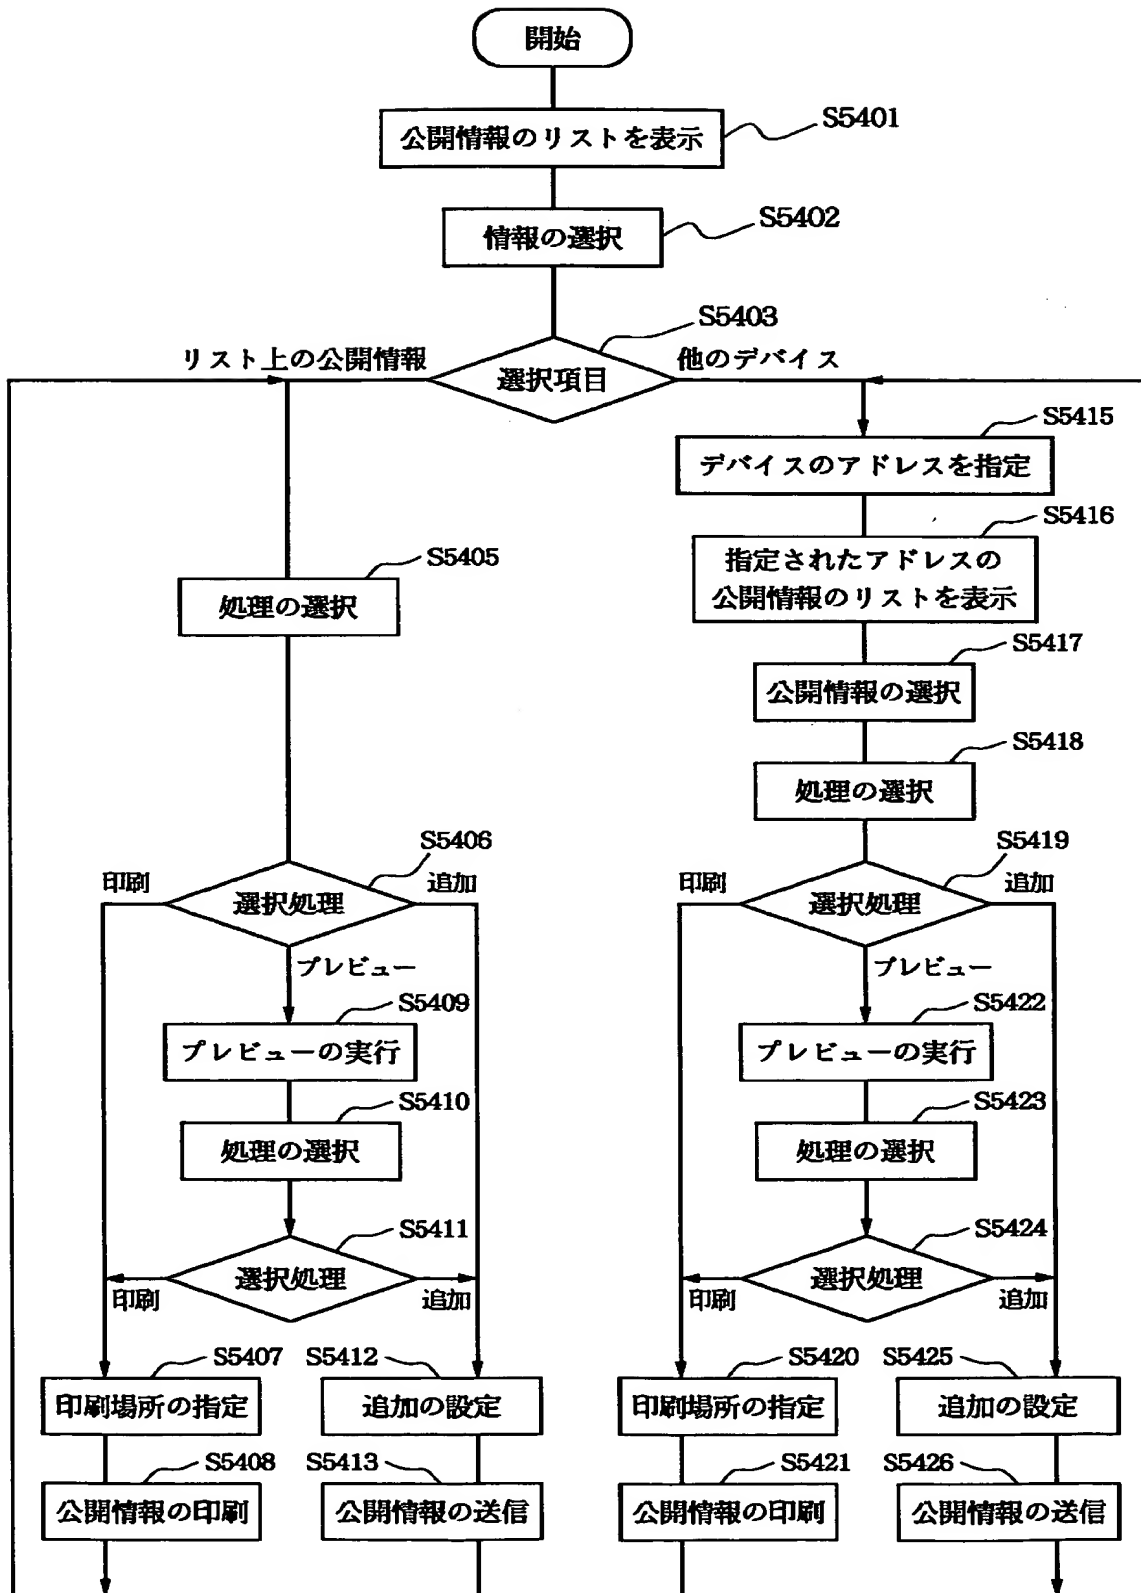 開始
公開情報のリストを表示
S5401
情報の選択
S5402
S5403
リスト上の公開情報
選択項目
他のデバイス
S5415
デバイスのアドレスを指定
S5416
指定されたアドレスの
公開情報のリストを表示
S5405
処理の選択
S5417
公開情報の選択
S5418
処理の選択
S5406
印刷
選択処理
追加
プレビュー
S5419
印刷
選択処理
追加
プレビュー
S5409
プレビューの実行
S5410
処理の選択
S5411
選択処理
印刷
追加
S5422
プレビューの実行
S5423
処理の選択
S5424
選択処理
印刷
追加
S5407
印刷場所の指定
S5408
公開情報の印刷
S5412
追加の設定
S5413
公開情報の送信
S5420
印刷場所の指定
S5421
公開情報の印刷
S5425
追加の設定
S5426
公開情報の送信